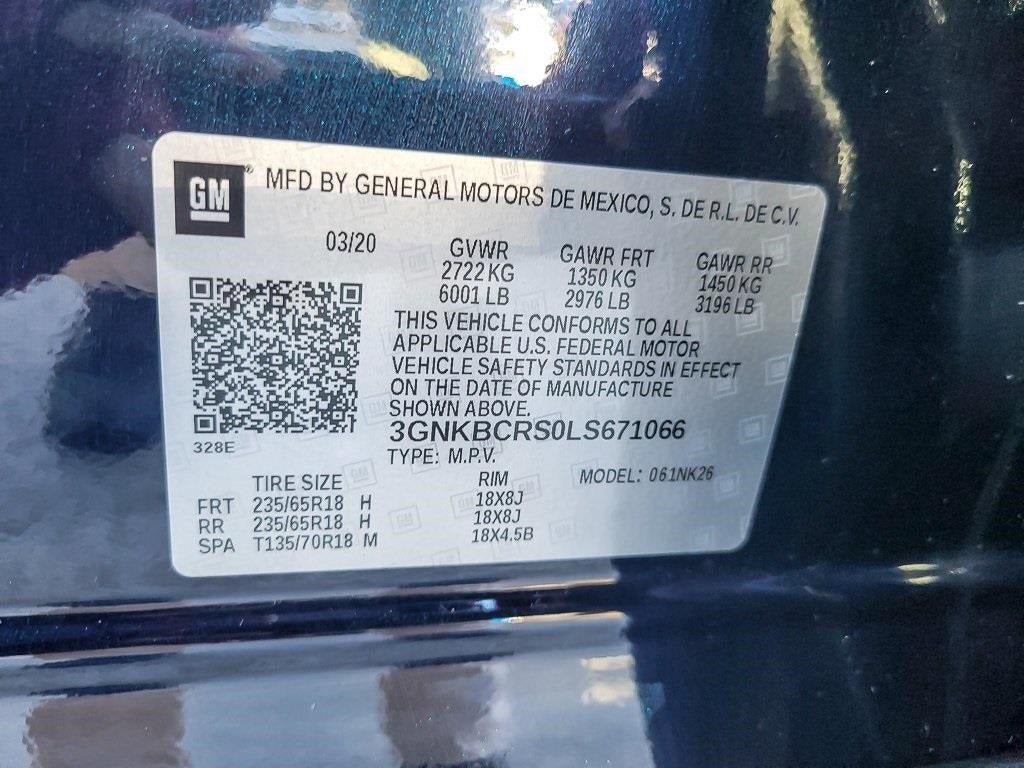 GM® MFD BY GENERAL MOTORS DE MEXICO, S. DE R.L. DE C.V.
03/20 GVWR GAWR FRT GAWR RR
2722 KG 1350 KG 1450 KG
6001 LB 2976 LB 3196 LB
THIS VEHICLE CONFORMS TO ALL
APPLICABLE U.S. FEDERAL MOTOR
VEHICLE SAFETY STANDARDS IN EFFECT
ON THE DATE OF MANUFACTURE
SHOWN ABOVE.
328E 3GNKBCRS0LS671066
TYPE: M.P.V. MODEL: 061NK26
TIRE SIZE RIM
FRT 235/65R18 H 18X8J
RR 235/65R18 H 18X8J
SPA T135/70R18 M 18X4.5B